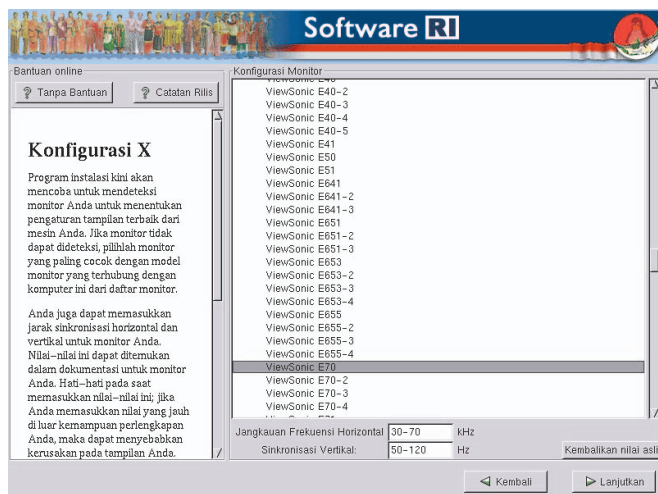 Software RI
Bantuan online
Tanpa Bantuan
Catatan Rilis
Konfigurasi X
Program instalasi kini akan
mencoba untuk mendeteksi
monitor Anda untuk menentukan
pengaturan tampilan terbaik dari
mesin Anda. Jika monitor tidak
dapat dideteksi, pilihlah monitor
yang paling cocok dengan model
monitor yang terhubung dengan
komputer ini dari daftar monitor.
Anda juga dapat memasukkan
jarak sinkronisasi horizontal dan
vertikal untuk monitor Anda.
Nilai-nilai ini dapat ditemukan
dalam dokumentasi untuk monitor
Anda. Hati-hati pada saat
memasukkan nilai-nilai ini; jika
Anda memasukkan nilai yang jauh
di luar kemampuan perlengkapan
Anda, maka dapat menyebabkan
kerusakan pada tampilan Anda.
Konfigurasi Monitor
ViewSonic E40
ViewSonic E40-2
ViewSonic E40-3
ViewSonic E40-4
ViewSonic E40-5
ViewSonic E41
ViewSonic E50
ViewSonic E51
ViewSonic E641
ViewSonic E641-2
ViewSonic E641-3
ViewSonic E651
ViewSonic E651-2
ViewSonic E651-3
ViewSonic E653
ViewSonic E653-2
ViewSonic E653-3
ViewSonic E653-4
ViewSonic E655
ViewSonic E655-2
ViewSonic E655-3
ViewSonic E655-4
ViewSonic E70
ViewSonic E70-2
ViewSonic E70-3
ViewSonic E70-4
Jangkauan Frekuensi Horizontal 30-70 kHz
Sinkronisasi Vertikal: 50-120 Hz
Kembalikan nilai asli
Kembali
Lanjutkan